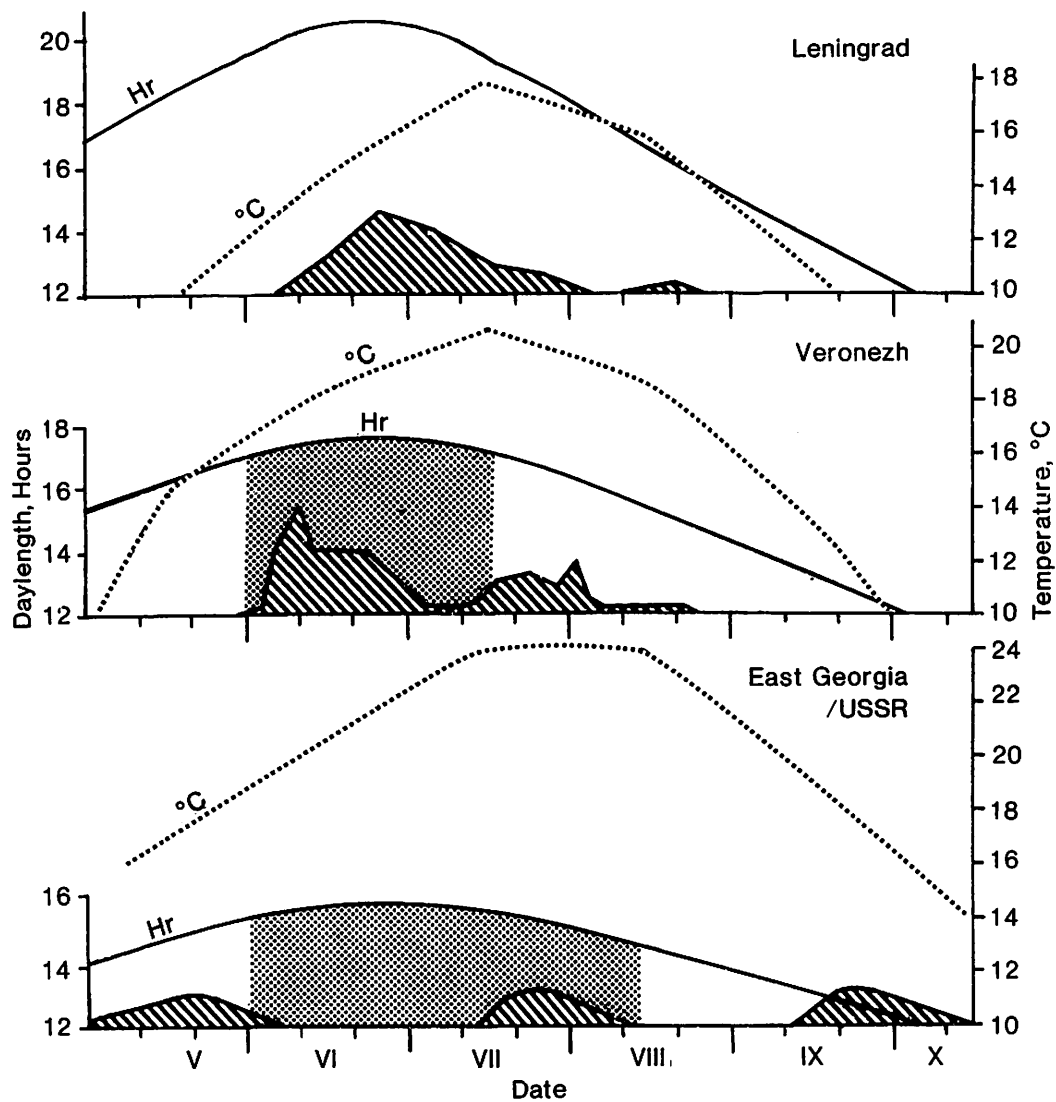 Leningrad
20
18
16
14
12
Hr
°C
18
16
14
12
10
Veronezh
18
16
14
12
°C
Hr
20
18
16
14
12
10
Daylength, Hours
Temperature, °C
East Georgia
/USSR
16
14
12
°C
Hr
24
22
20
18
16
14
12
10
V VI VII VIII IX X
Date